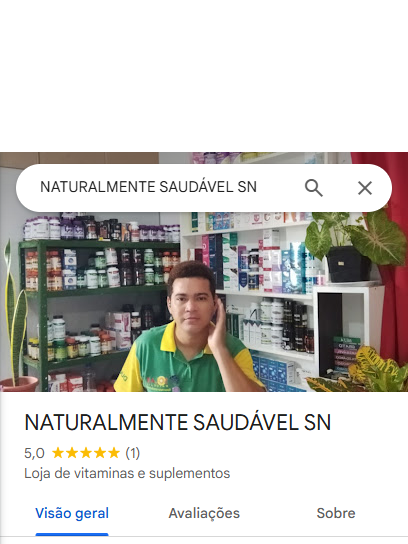 NATURALMENTE SAUDÁVEL SN
NATURALMENTE SAUDÁVEL SN
5,0 ★★★★★ (1)
Loja de vitaminas e suplementos
Visão geral Avaliações Sobre